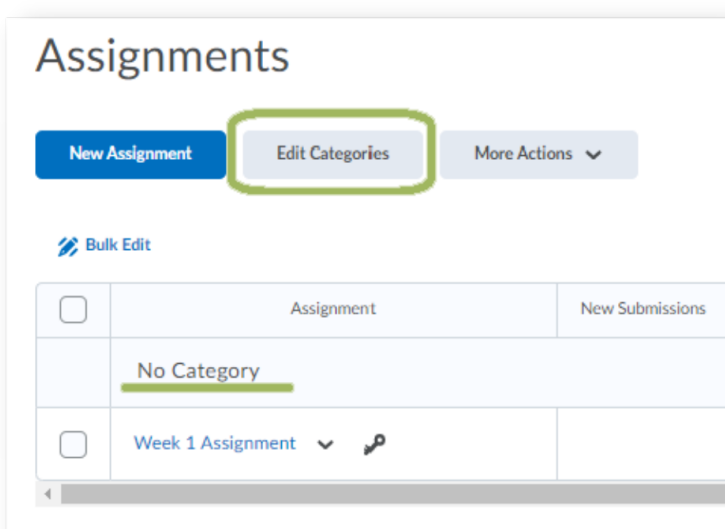 Assignments
New Assignment Edit Categories More Actions
Bulk Edit
Assignment New Submissions
No Category
Week 1 Assignment